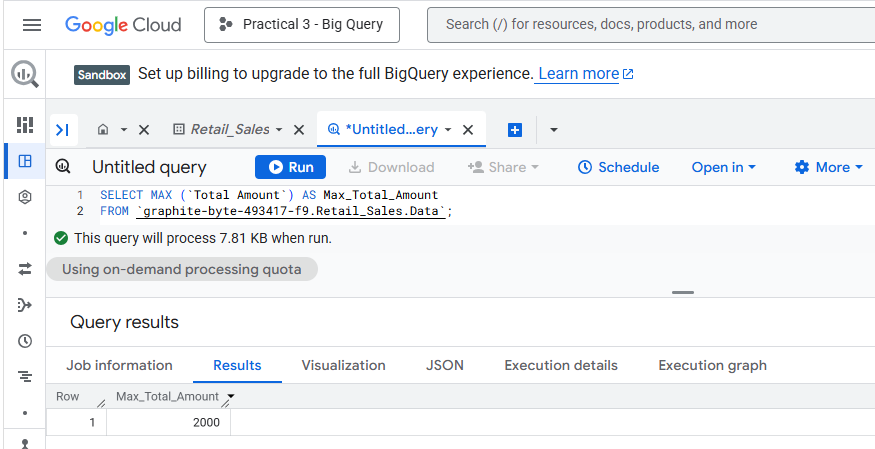 Google Cloud Practical 3 - Big Query Search (/) for resources, docs, products, and more
Sandbox Set up billing to upgrade to the full BigQuery experience. Learn more
Retail_Sales *Untitled...ery
Untitled query Run Download Share Schedule Open in More
1 SELECT MAX (`Total Amount`) AS Max_Total_Amount
2 FROM `graphite-byte-493417-f9.Retail_Sales.Data`;
This query will process 7.81 KB when run.
Using on-demand processing quota
Query results
Job information Results Visualization JSON Execution details Execution graph
Row Max_Total_Amount
1 2000